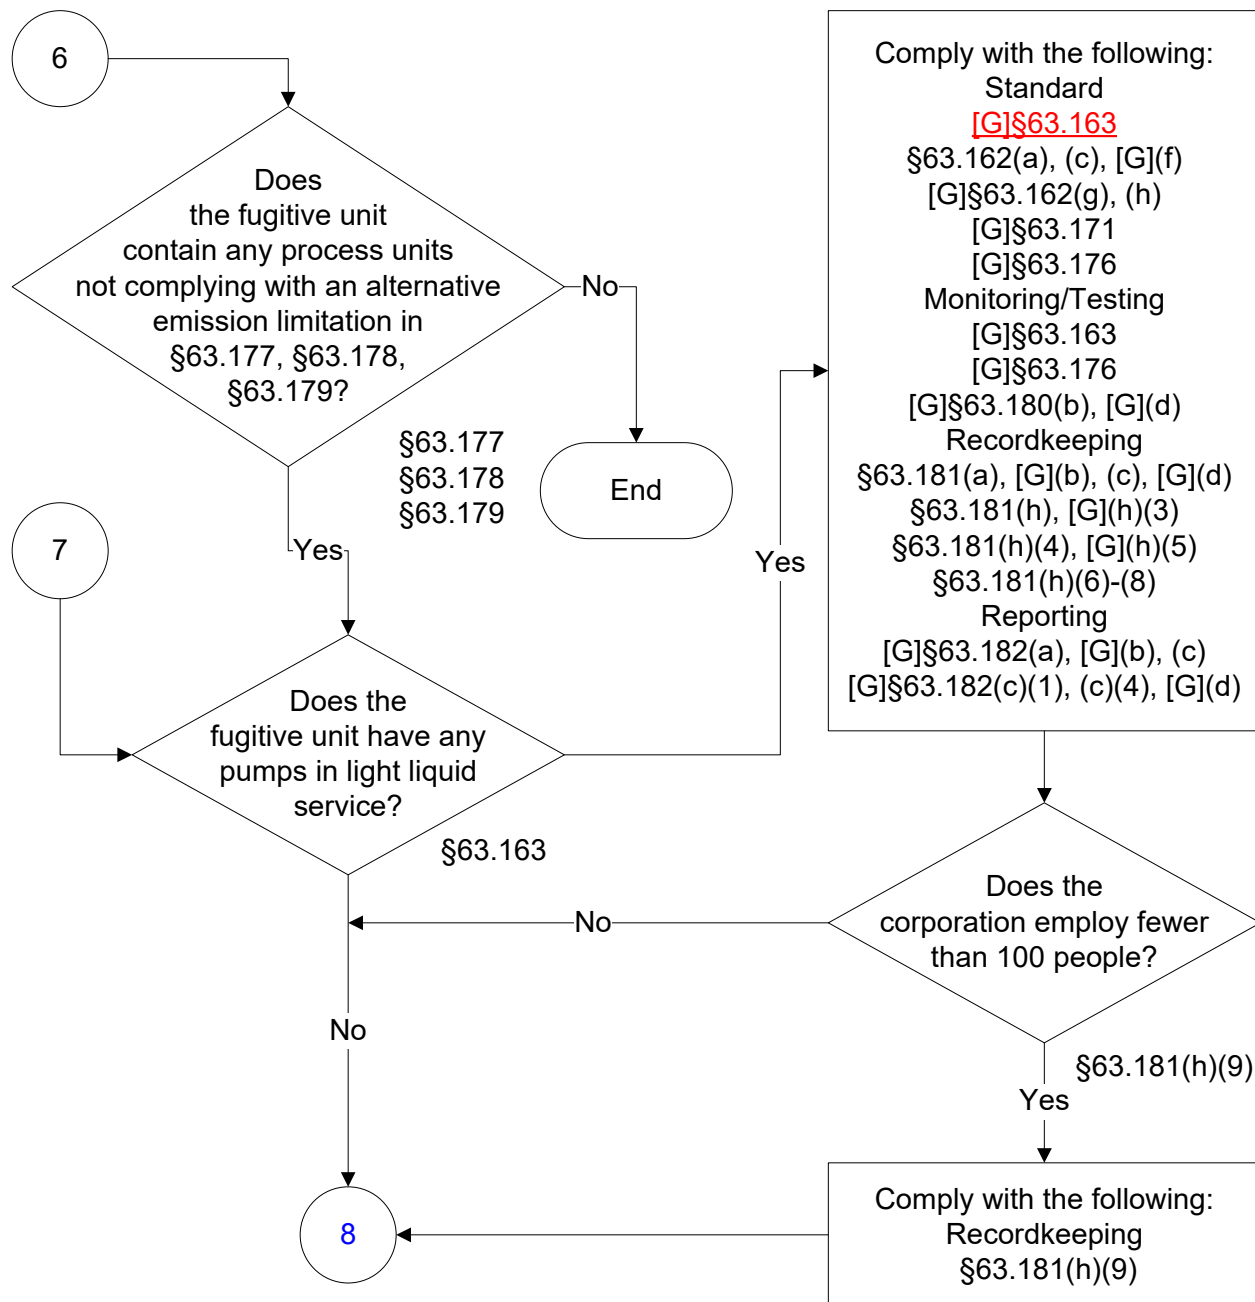 6
Does
the fugitive unit
contain any process units
not complying with an alternative
emission limitation in
§63.177, §63.178,
§63.179?
No
End
§63.177
§63.178
§63.179
Yes
7
Does the
fugitive unit have any
pumps in light liquid
service?
§63.163
Yes
Comply with the following:
Standard
[G]§63.163
§63.162(a), (c), [G](f)
[G]§63.162(g), (h)
[G]§63.171
[G]§63.176
Monitoring/Testing
[G]§63.163
[G]§63.176
[G]§63.180(b), [G](d)
Recordkeeping
§63.181(a), [G](b), (c), [G](d)
§63.181(h), [G](h)(3)
§63.181(h)(4), [G](h)(5)
§63.181(h)(6)-(8)
Reporting
[G]§63.182(a), [G](b), (c)
[G]§63.182(c)(1), (c)(4), [G](d)
Does the
corporation employ fewer
than 100 people?
No
§63.181(h)(9)
Yes
No
Comply with the following:
Recordkeeping
§63.181(h)(9)
8